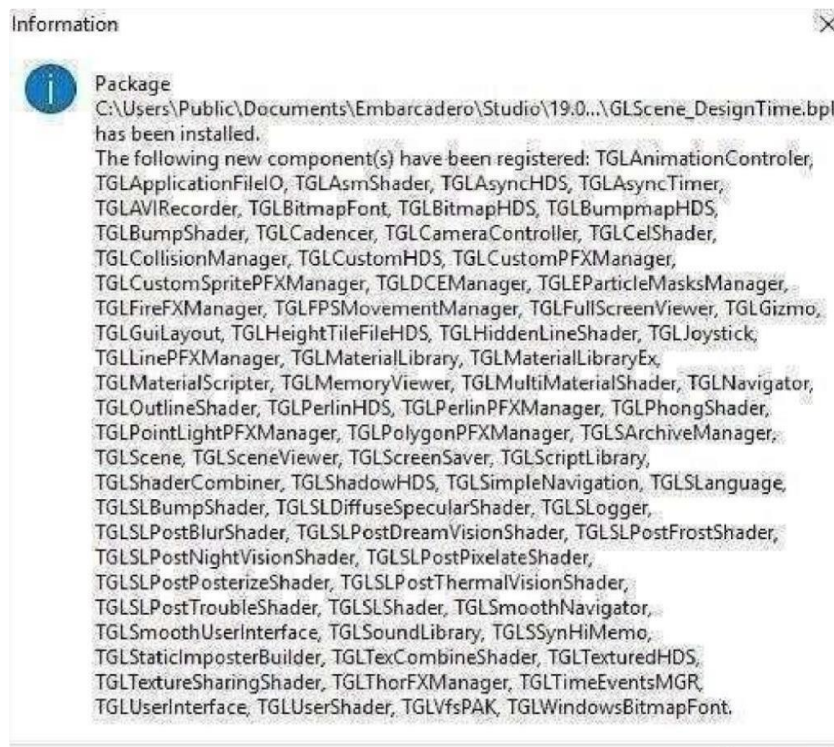 Information
Package
C:\Users\Public\Documents\Embarcadero\Studio\19.0...\GLScene_DesignTime.bpl
has been installed.
The following new component(s) have been registered: TGLAnimationControler,
TGLApplicationFileIO, TGLAsmShader, TGLAsyncHDS, TGLAsyncTimer,
TGLAVIRecorder, TGLBitmapFont, TGLBitmapHDS, TGLBumpmapHDS,
TGLBumpShader, TGLCadencer, TGLCameraController, TGLCelShader,
TGLCollisionManager, TGLCustomHDS, TGLCustomPFXManager,
TGLCustomSpritePFXManager, TGLDCEManager, TGLEParticleMasksManager,
TGLFireFXManager, TGLFPSMovementManager, TGLFullScreenViewer, TGLGizmo,
TGLGuiLayout, TGLHeightTileFileHDS, TGLHiddenLineShader, TGLJoystick,
TGLLinePFXManager, TGLMaterialLibrary, TGLMaterialLibraryEx,
TGLMaterialScripter, TGLMemoryViewer, TGLMultiMaterialShader, TGLNavigator,
TGLOutlineShader, TGLPerlinHDS, TGLPerlinPFXManager, TGLPhongShader,
TGLPointLightPFXManager, TGLPolygonPFXManager, TGLSArchiveManager,
TGLScene, TGLSceneViewer, TGLScreenSaver, TGLScriptLibrary,
TGLShaderCombiner, TGLShadowHDS, TGLSimpleNavigation, TGLSLanguage,
TGLSLBumpShader, TGLSLDiffuseSpecularShader, TGLSLogger,
TGLSLPostBlurShader, TGLSLPostDreamVisionShader, TGLSLPostFrostShader,
TGLSLPostNightVisionShader, TGLSLPostPixelateShader,
TGLSLPostPosterizeShader, TGLSLPostThermalVisionShader,
TGLSLPostTroubleShader, TGLSLShader, TGLSmoothNavigator,
TGLSmoothUserInterface, TGLSoundLibrary, TGLSSynHiMemo,
TGLStaticImposterBuilder, TGLTexCombineShader, TGLTexturedHDS,
TGLTextureSharingShader, TGLThorFXManager, TGLTimeEventsMGR,
TGLUserInterface, TGLUserShader, TGLVfsPAK, TGLWindowsBitmapFont.